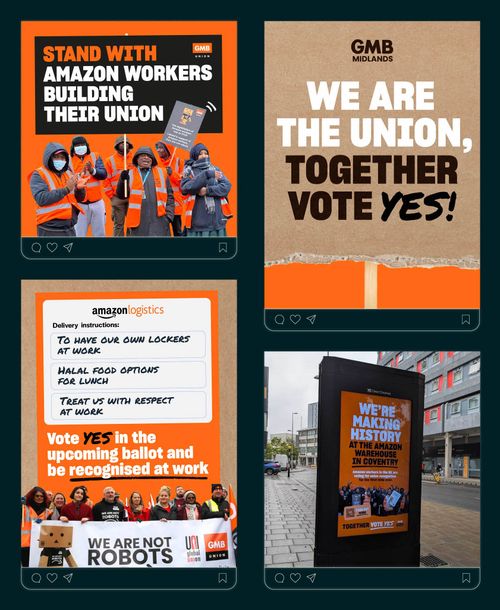 STAND WITH
AMAZON WORKERS
BUILDING
THEIR UNION
GMB
UNION
GMB
MIDLANDS
WE ARE
THE UNION,
TOGETHER
VOTE YES!
amazonlogistics
Delivery instructions:
TO HAVE OUR OWN LOCKERS
AT WORK
HALAL FOOD OPTIONS
FOR LUNCH
TREAT US WITH RESPECT
AT WORK
Vote YES in the
upcoming ballot and
be recognised at work
WE ARE NOT
ROBOTS
UNI
global
union
GMB
UNION
WE'RE
MAKING
HISTORY
AT THE AMAZON
WAREHOUSE
IN COVENTRY
TOGETHER VOTE YES